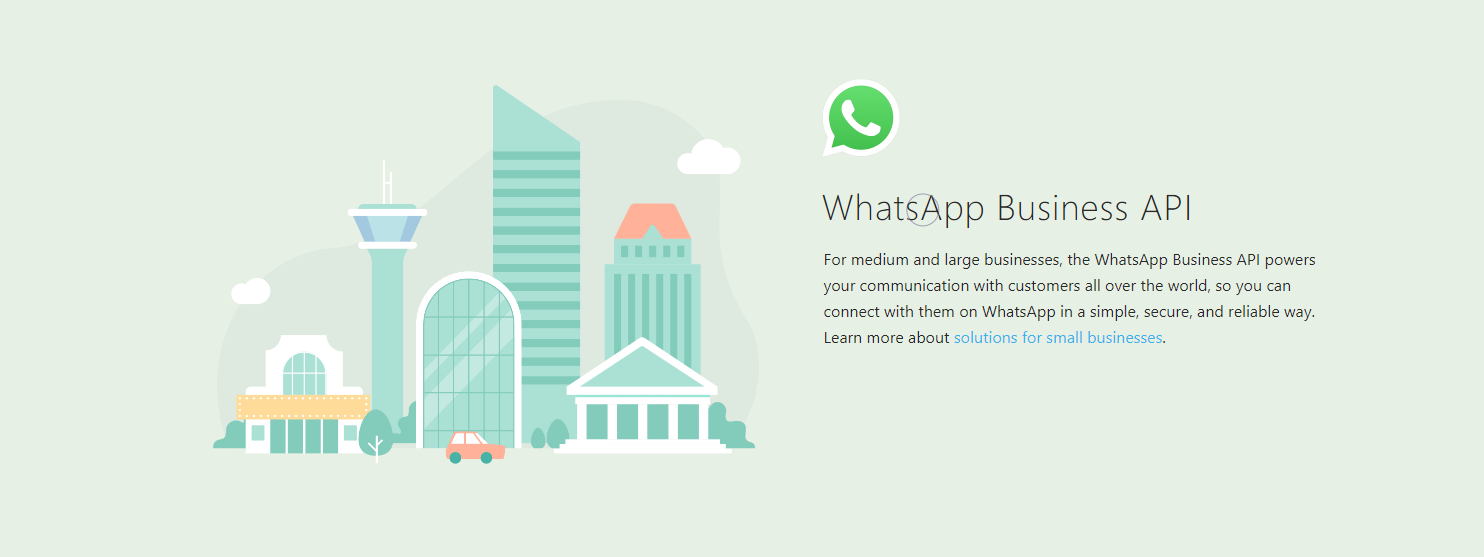 WhatsApp Business API
For medium and large businesses, the WhatsApp Business API powers
your communication with customers all over the world, so you can
connect with them on WhatsApp in a simple, secure, and reliable way.
Learn more about solutions for small businesses.